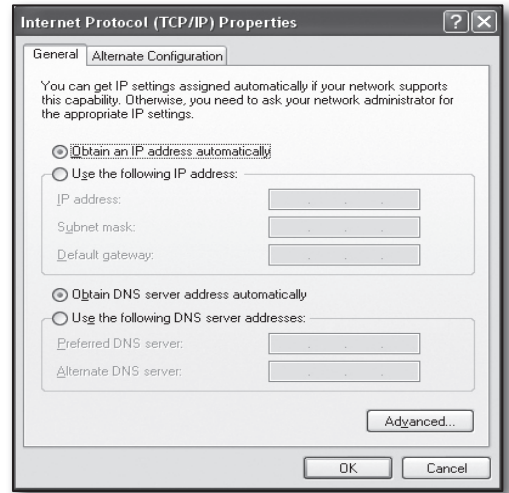 Internet Protocol (TCP/IP) Properties
General
Alternate Configuration
You can get IP settings assigned automatically if your network supports
this capability. Otherwise, you need to ask your network administrator for
the appropriate IP settings.
Obtain an IP address automatically
Use the following IP address:
IP address:
Subnet mask:
Default gateway:
Obtain DNS server address automatically
Use the following DNS server addresses:
Preferred DNS server:
Alternate DNS server:
Advanced...
OK
Cancel